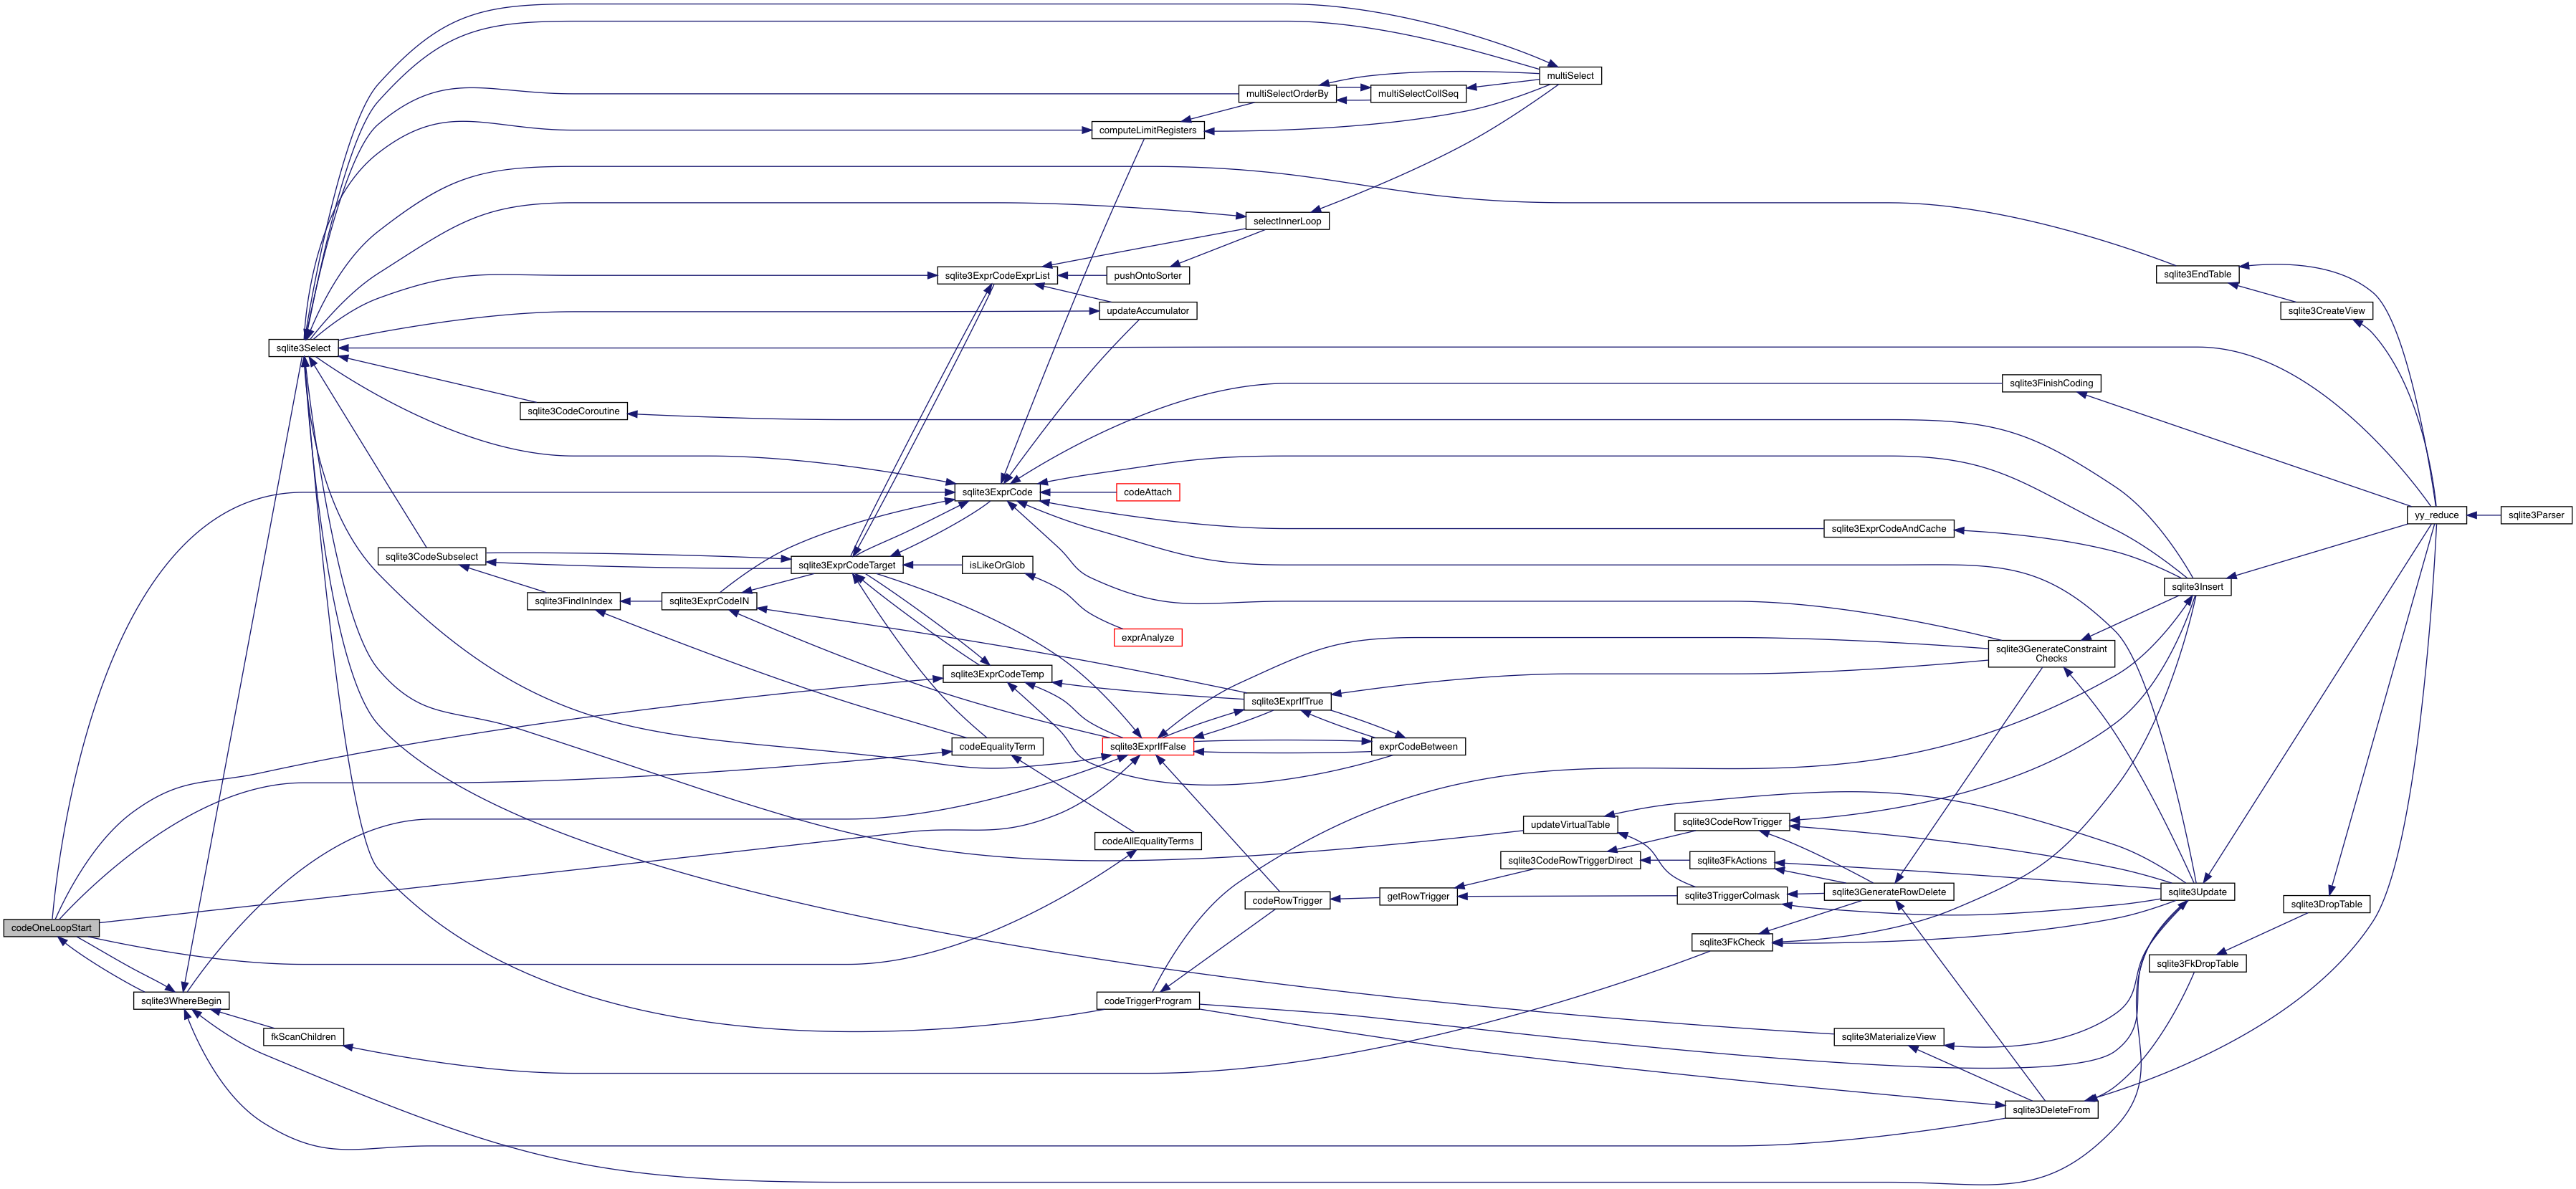 multiSelect
multiSelectOrderBy
multiSelectCollSeq
computeLimitRegisters
selectInnerLoop
sqlite3ExprCodeExprList
pushOntoSorter
sqlite3EndTable
updateAccumulator
sqlite3CreateView
sqlite3Select
sqlite3FinishCoding
sqlite3CodeCoroutine
sqlite3ExprCode
codeAttach
yy_reduce
sqlite3Parser
sqlite3ExprCodeAndCache
sqlite3CodeSubselect
sqlite3ExprCodeTarget
isLikeOrGlob
sqlite3Insert
sqlite3FindInIndex
sqlite3ExprCodeIN
exprAnalyze
sqlite3GenerateConstraint
Checks
sqlite3ExprCodeTemp
sqlite3ExprIfTrue
codeEqualityTerm
sqlite3ExprIfFalse
exprCodeBetween
updateVirtualTable
sqlite3CodeRowTrigger
codeAllEqualityTerms
sqlite3CodeRowTriggerDirect
sqlite3FkActions
sqlite3GenerateRowDelete
sqlite3Update
codeRowTrigger
getRowTrigger
sqlite3TriggerColmask
sqlite3DropTable
codeOneLoopStart
sqlite3FkCheck
sqlite3FkDropTable
sqlite3WhereBegin
codeTriggerProgram
fkScanChildren
sqlite3MaterializeView
sqlite3DeleteFrom